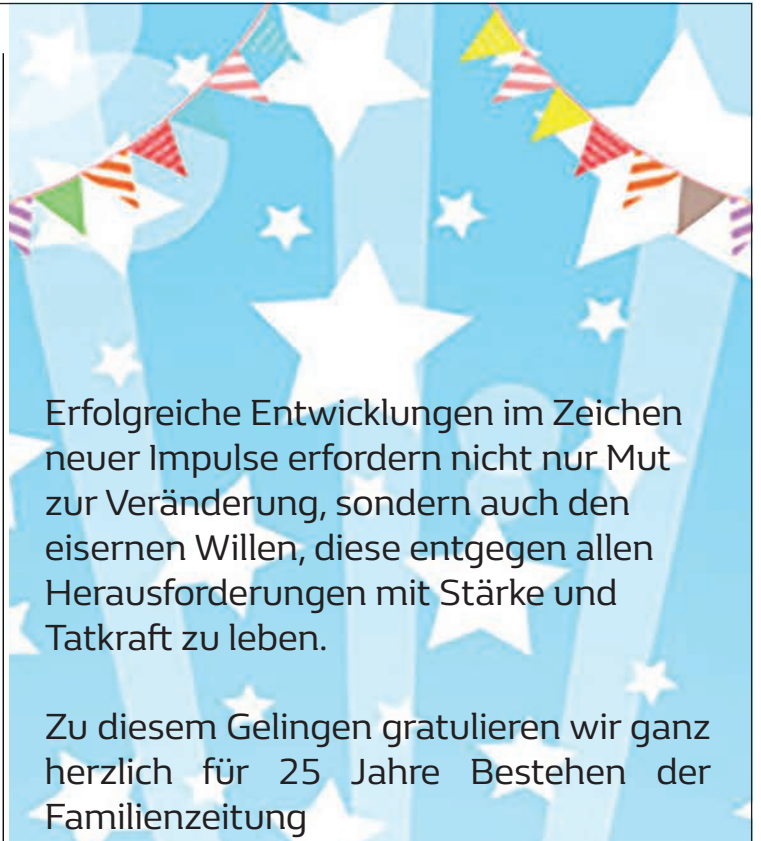 Erfolgreiche Entwicklungen im Zeichen
neuer Impulse erfordern nicht nur Mut
zur Veränderung, sondern auch den
eisernen Willen, diese entgegen allen
Herausforderungen mit Stärke und
Tatkraft zu leben.
Zu diesem Gelingen gratulieren wir ganz
herzlich für 25 Jahre Bestehen der
Familienzeitung